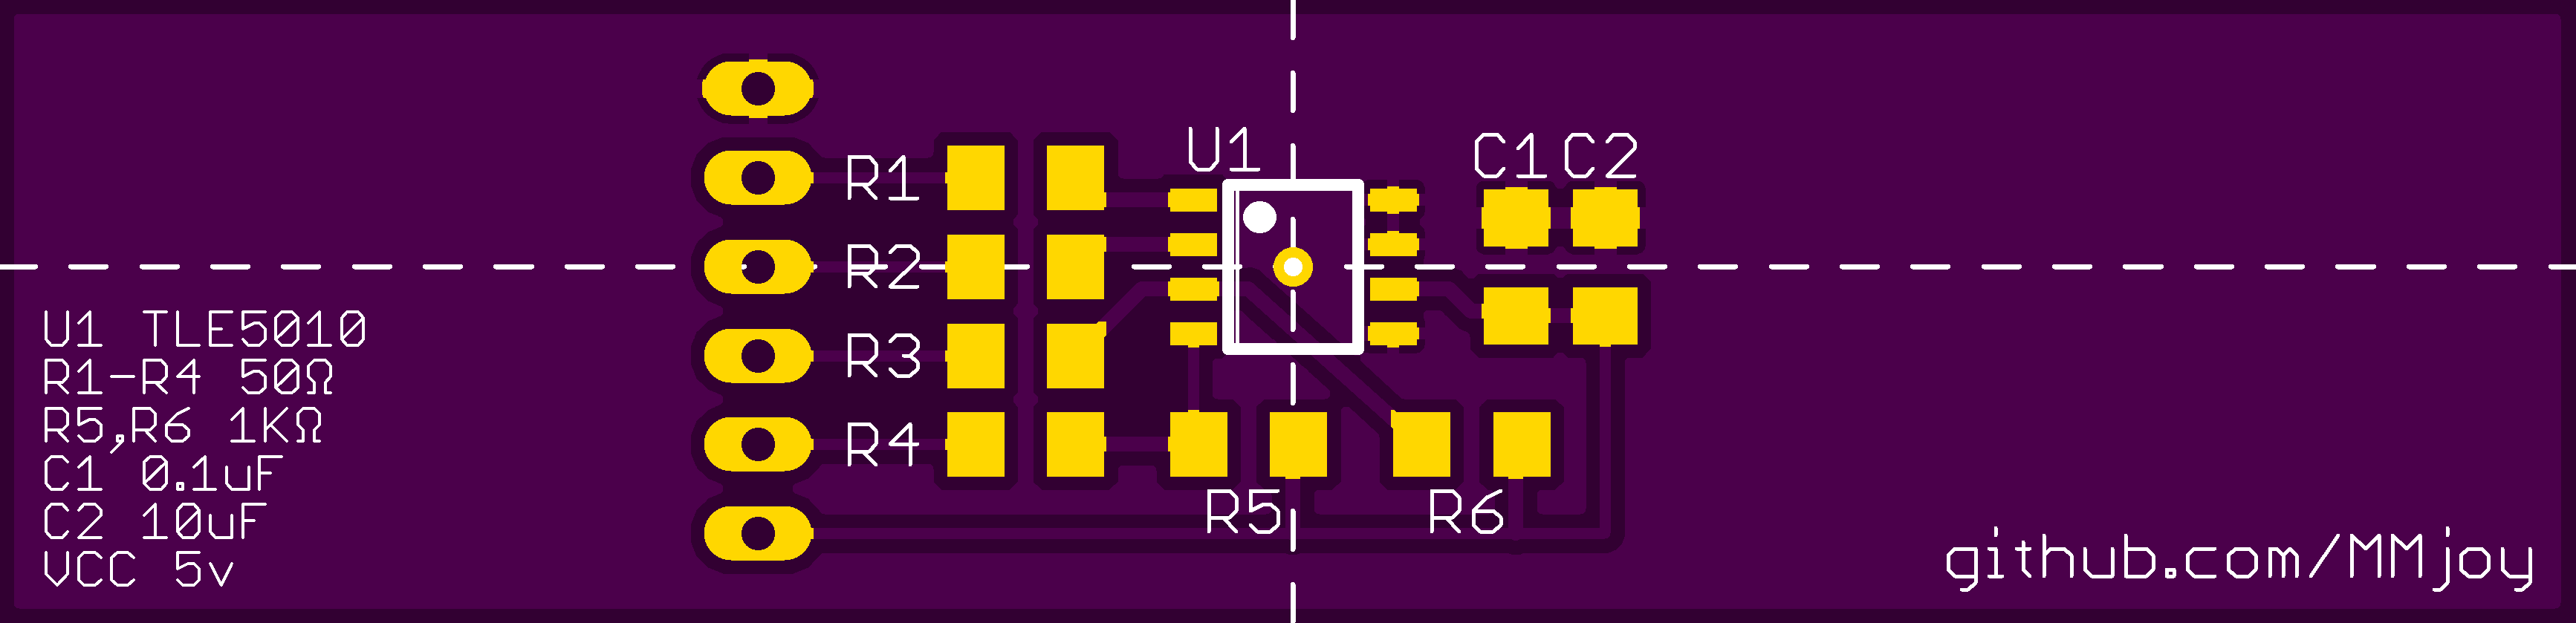 U1
C1 C2
R1
R2
R3
R4
R5
R6
U1 TLE5010
R1-R4 50Ω
R5,R6 1KΩ
C1 0.1uF
C2 10uF
VCC 5v
github.com/MMjoy